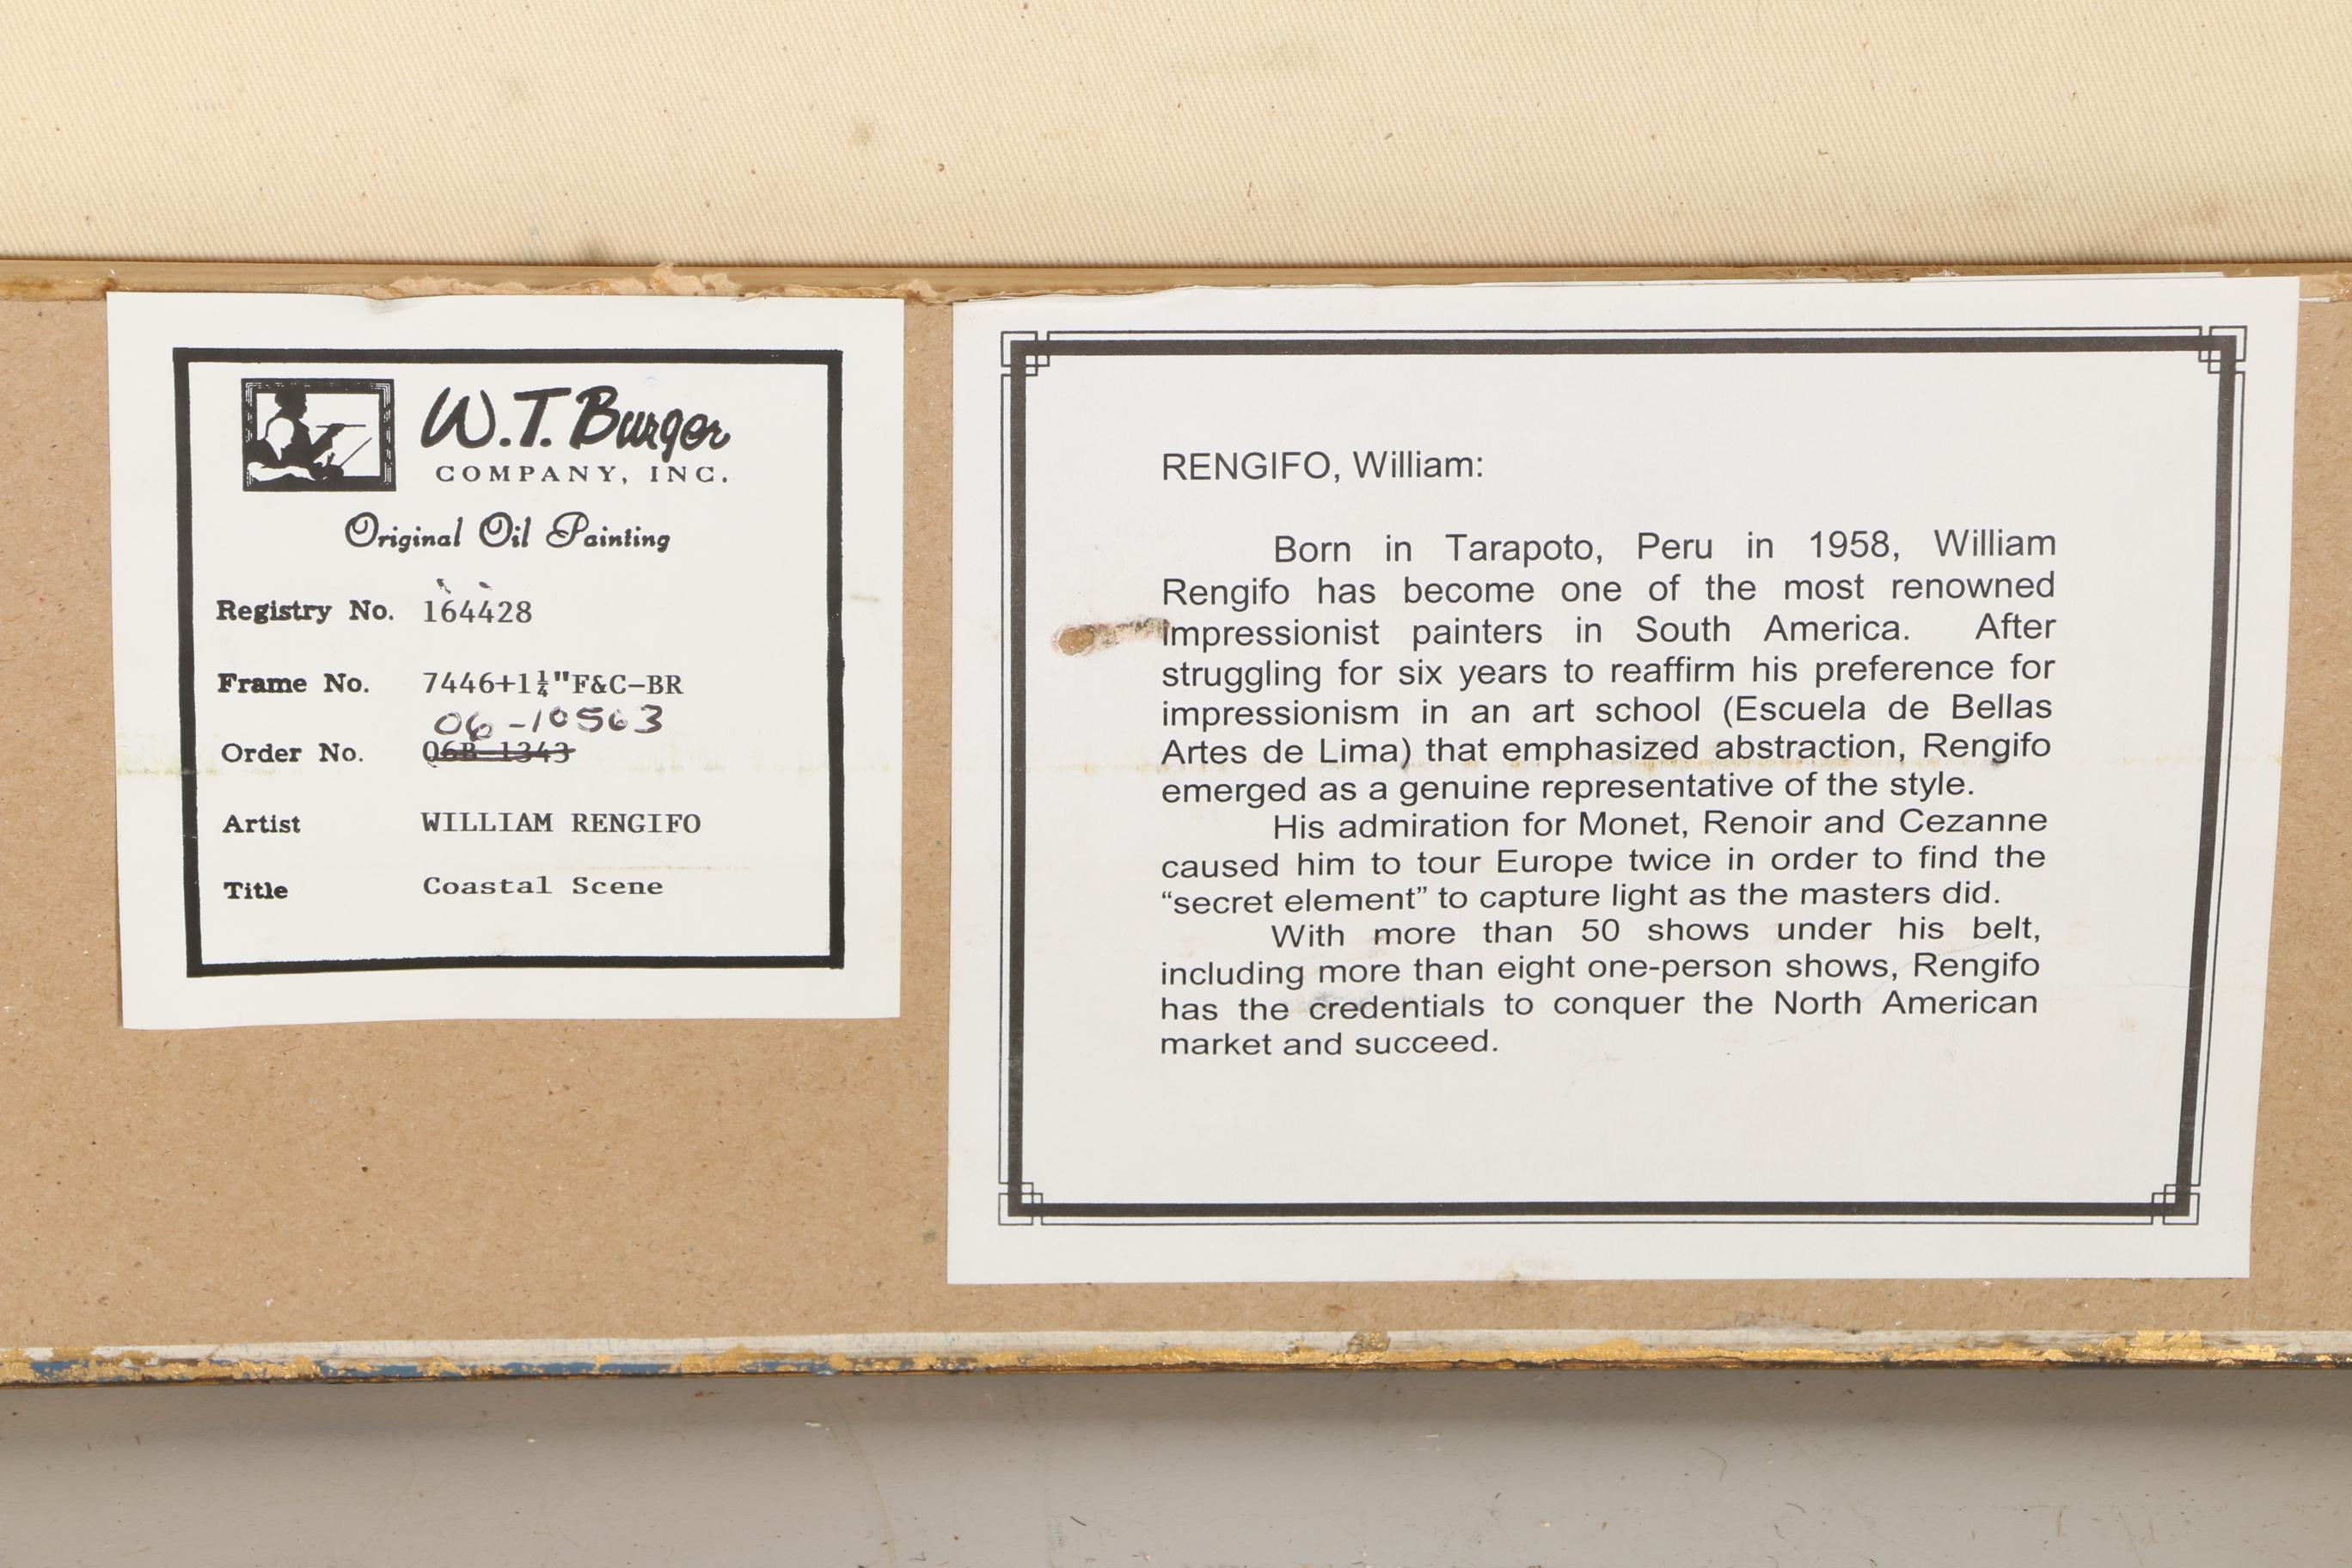 W.T. Burger
COMPANY, INC.
Original Oil Painting
Registry No. 164428
Frame No. 7446+1¼"F&C-BR
06-10563
Order No. 06B 1343
Artist WILLIAM RENGIFO
Title Coastal Scene
RENGIFO, William:
Born in Tarapoto, Peru in 1958, William
Rengifo has become one of the most renowned
impressionist painters in South America. After
struggling for six years to reaffirm his preference for
impressionism in an art school (Escuela de Bellas
Artes de Lima) that emphasized abstraction, Rengifo
emerged as a genuine representative of the style.
His admiration for Monet, Renoir and Cezanne
caused him to tour Europe twice in order to find the
“secret element” to capture light as the masters did.
With more than 50 shows under his belt,
including more than eight one-person shows, Rengifo
has the credentials to conquer the North American
market and succeed.